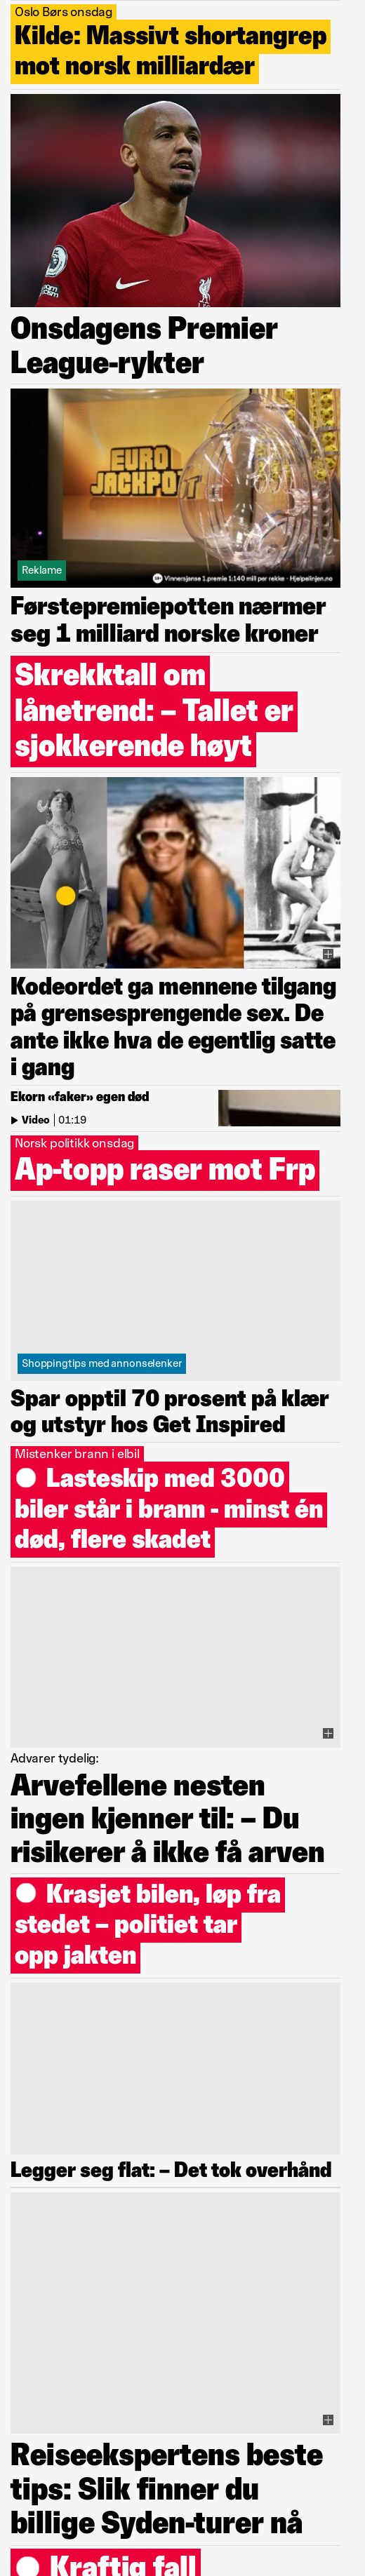 Oslo Børs onsdag
Kilde: Massivt shortangrep
mot norsk milliardær
Onsdagens Premier
League-rykter
EURO
JACKPOT
Reklame
Vinnersjanse 1.premie 1:140 mill per rekke - Hjelpelinjen.no
Førstepremiepotten nærmer
seg 1 milliard norske kroner
Skrekktall om
lånetrend: – Tallet er
sjokkerende høyt
Kodeordet ga mennene tilgang
på grensesprengende sex. De
ante ikke hva de egentlig satte
i gang
Ekorn «faker» egen død
Video | 01:19
Norsk politikk onsdag
Ap-topp raser mot Frp
Shoppingtips med annonselenker
Spar opptil 70 prosent på klær
og utstyr hos Get Inspired
Mistenker brann i elbil
Lasteskip med 3000
biler står i brann - minst én
død, flere skadet
Advarer tydelig:
Arvefellene nesten
ingen kjenner til: – Du
risikerer å ikke få arven
Krasjet bilen, løp fra
stedet – politiet tar
opp jakten
Legger seg flat: – Det tok overhånd
Reiseekspertens beste
tips: Slik finner du
billige Syden-turer nå
Kraftig fall